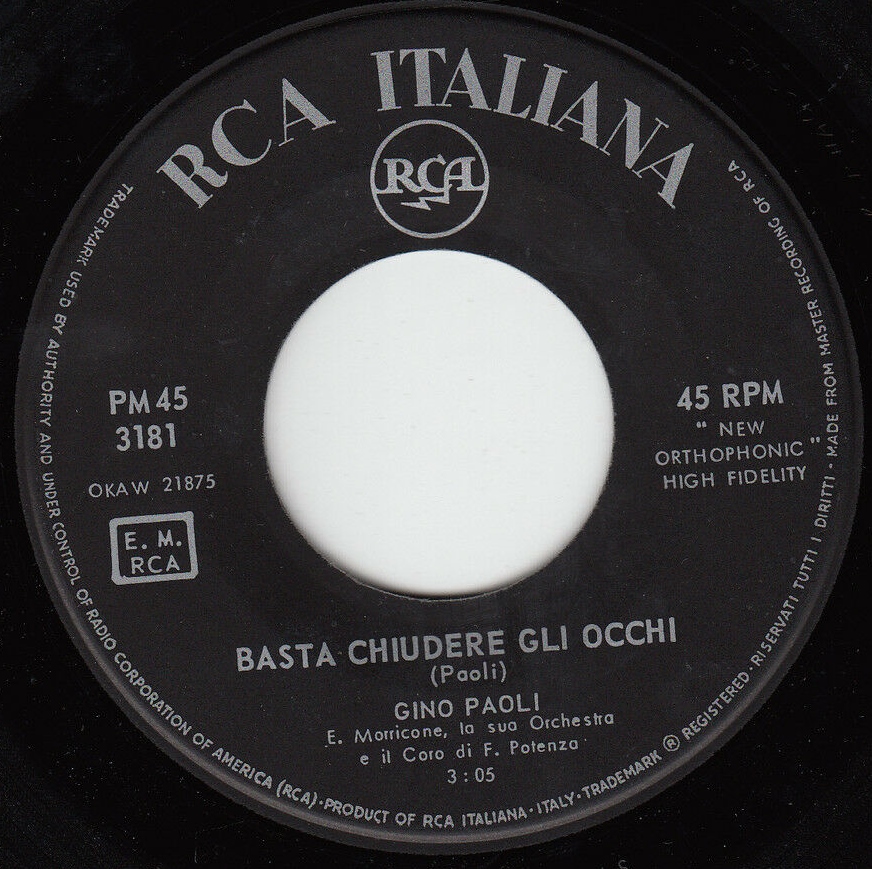 RCA ITALIANA
RCA
PM 45
3181
OKAW 21875
E. M.
RCA
45 RPM
" NEW
ORTHOPHONIC "
HIGH FIDELITY
BASTA CHIUDERE GLI OCCHI
(Paoli)
GINO PAOLI
E. Morricone, la sua Orchestra
e il Coro di F. Potenza
3:05
TRADEMARK USED BY AUTHORITY AND UNDER CONTROL OF RADIO CORPORATION OF AMERICA (RCA) · PRODUCT OF RCA ITALIANA · ITALY · TRADEMARK ® REGISTERED · RISERVATI TUTTI I DIRITTI · MADE FROM MASTER RECORDING OF RCA